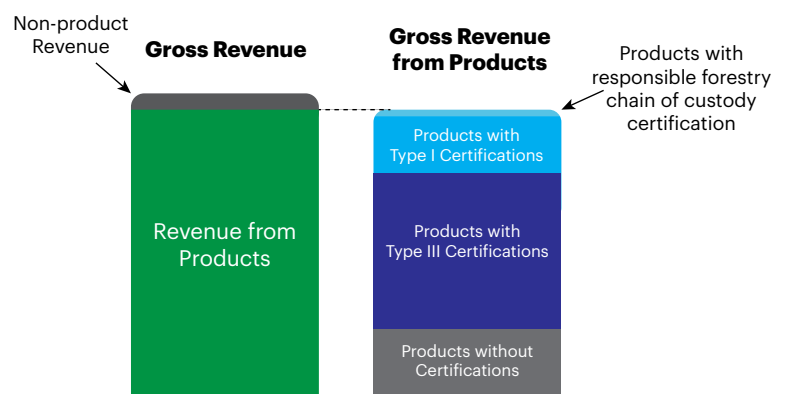 Non-product
Revenue
Gross Revenue
Revenue from
Products
Gross Revenue
from Products
Products with
responsible forestry
chain of custody
certification
Products with
Type I Certifications
Products with
Type III Certifications
Products without
Certifications